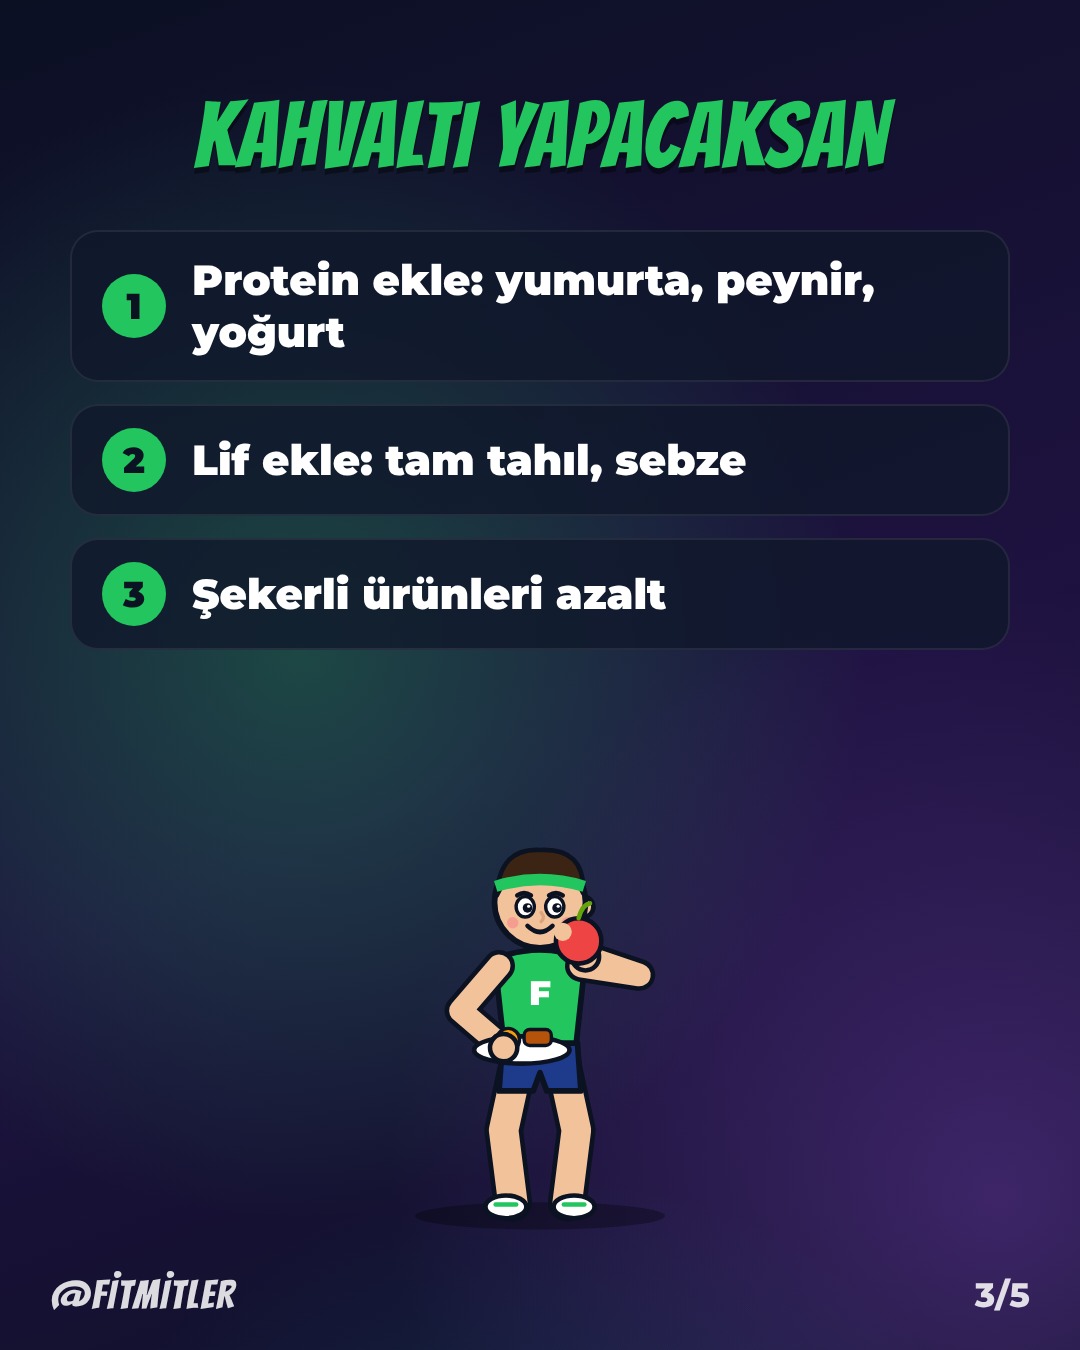 KAHVALTI YAPACAKSAN
1
Protein ekle: yumurta, peynir,
yoğurt
2
Lif ekle: tam tahıl, sebze
3
Şekerli ürünleri azalt
F
@FİTMİTLER
3/5